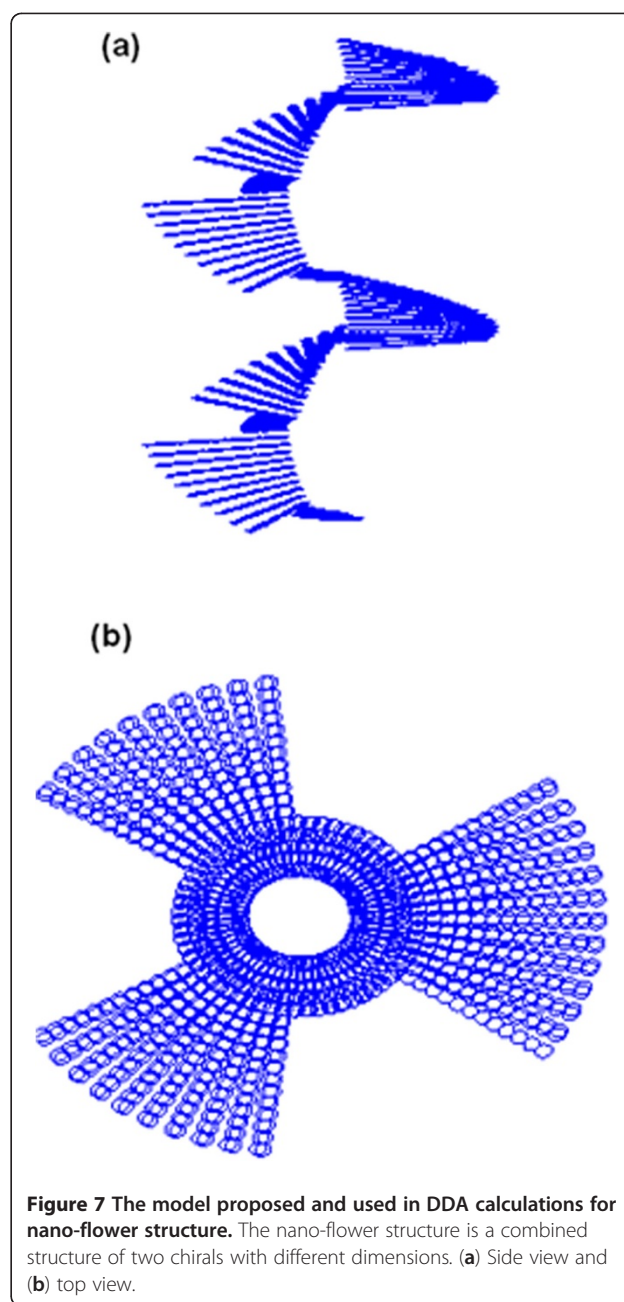 (a)
(b)
Figure 7 The model proposed and used in DDA calculations for
nano-flower structure. The nano-flower structure is a combined
structure of two chirals with different dimensions. (a) Side view and
(b) top view.